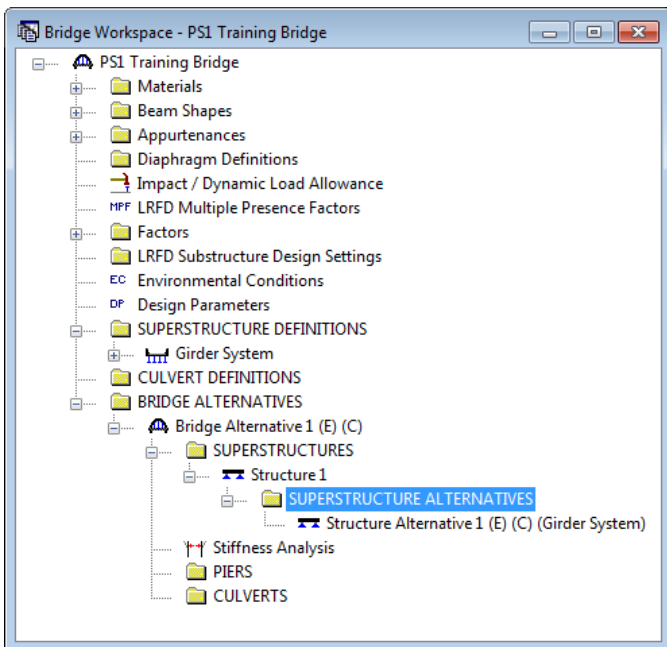 Bridge Workspace - PS1 Training Bridge
PS1 Training Bridge
Materials
Beam Shapes
Appurtenances
Diaphragm Definitions
Impact / Dynamic Load Allowance
MPF LRFD Multiple Presence Factors
Factors
LRFD Substructure Design Settings
EC Environmental Conditions
DP Design Parameters
SUPERSTRUCTURE DEFINITIONS
Girder System
CULVERT DEFINITIONS
BRIDGE ALTERNATIVES
Bridge Alternative 1 (E) (C)
SUPERSTRUCTURES
Structure 1
SUPERSTRUCTURE ALTERNATIVES
Structure Alternative 1 (E) (C) (Girder System)
Stiffness Analysis
PIERS
CULVERTS